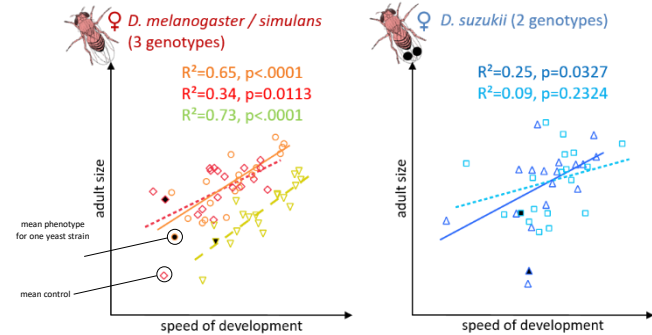 ♀ D. melanogaster / simulans
(3 genotypes)
R²=0.65, p<.0001
R²=0.34, p=0.0113
R²=0.73, p<.0001
adult size
mean phenotype
for one yeast strain
mean control
speed of development
♀ D. suzukii (2 genotypes)
R²=0.25, p=0.0327
R²=0.09, p=0.2324
adult size
speed of development